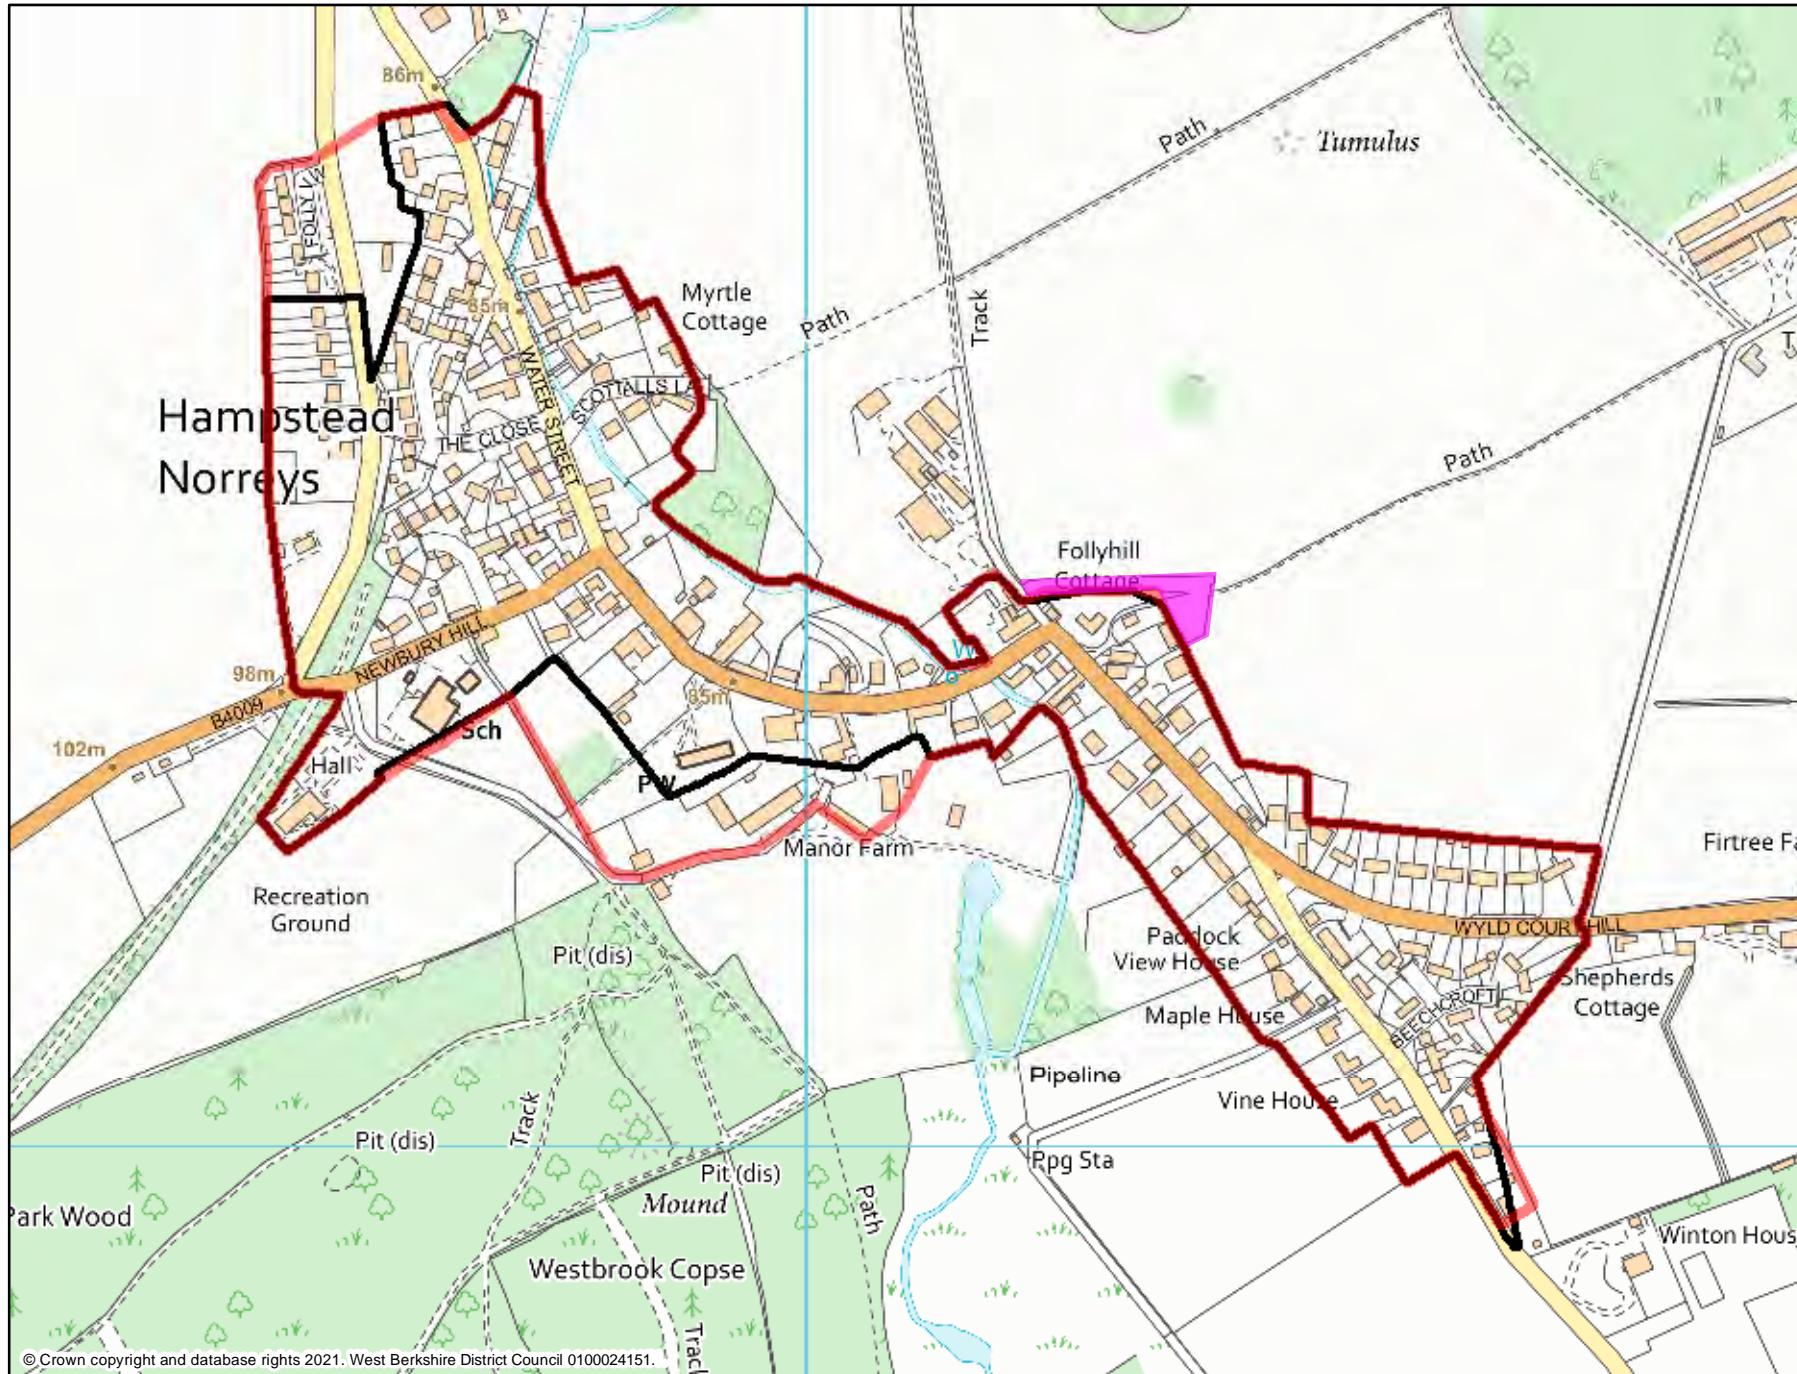 86m
Path
Tumulus
FOLLY
Myrtle
Cottage
85m
Path
Track
WATER STREET
SCOTTALLS LA
Hampstead
Norreys
THE CLOSE
Path
Follyhill
Cottage
NEWBURY HILL
98m
B4009
W
85m
102m
Sch
Hall
PW
Manor Farm
Firtree Fa
Recreation
Ground
WYLD COURT HILL
Pit (dis)
Paddock
View House
Shepherds
Cottage
Maple House
BEECHCROFT
Pipeline
Vine House
Track
Pit (dis)
Ppg Sta
Pit (dis)
Mound
Path
Park Wood
Winton Hous
Westbrook Copse
Track
© Crown copyright and database rights 2021. West Berkshire District Council 0100024151.